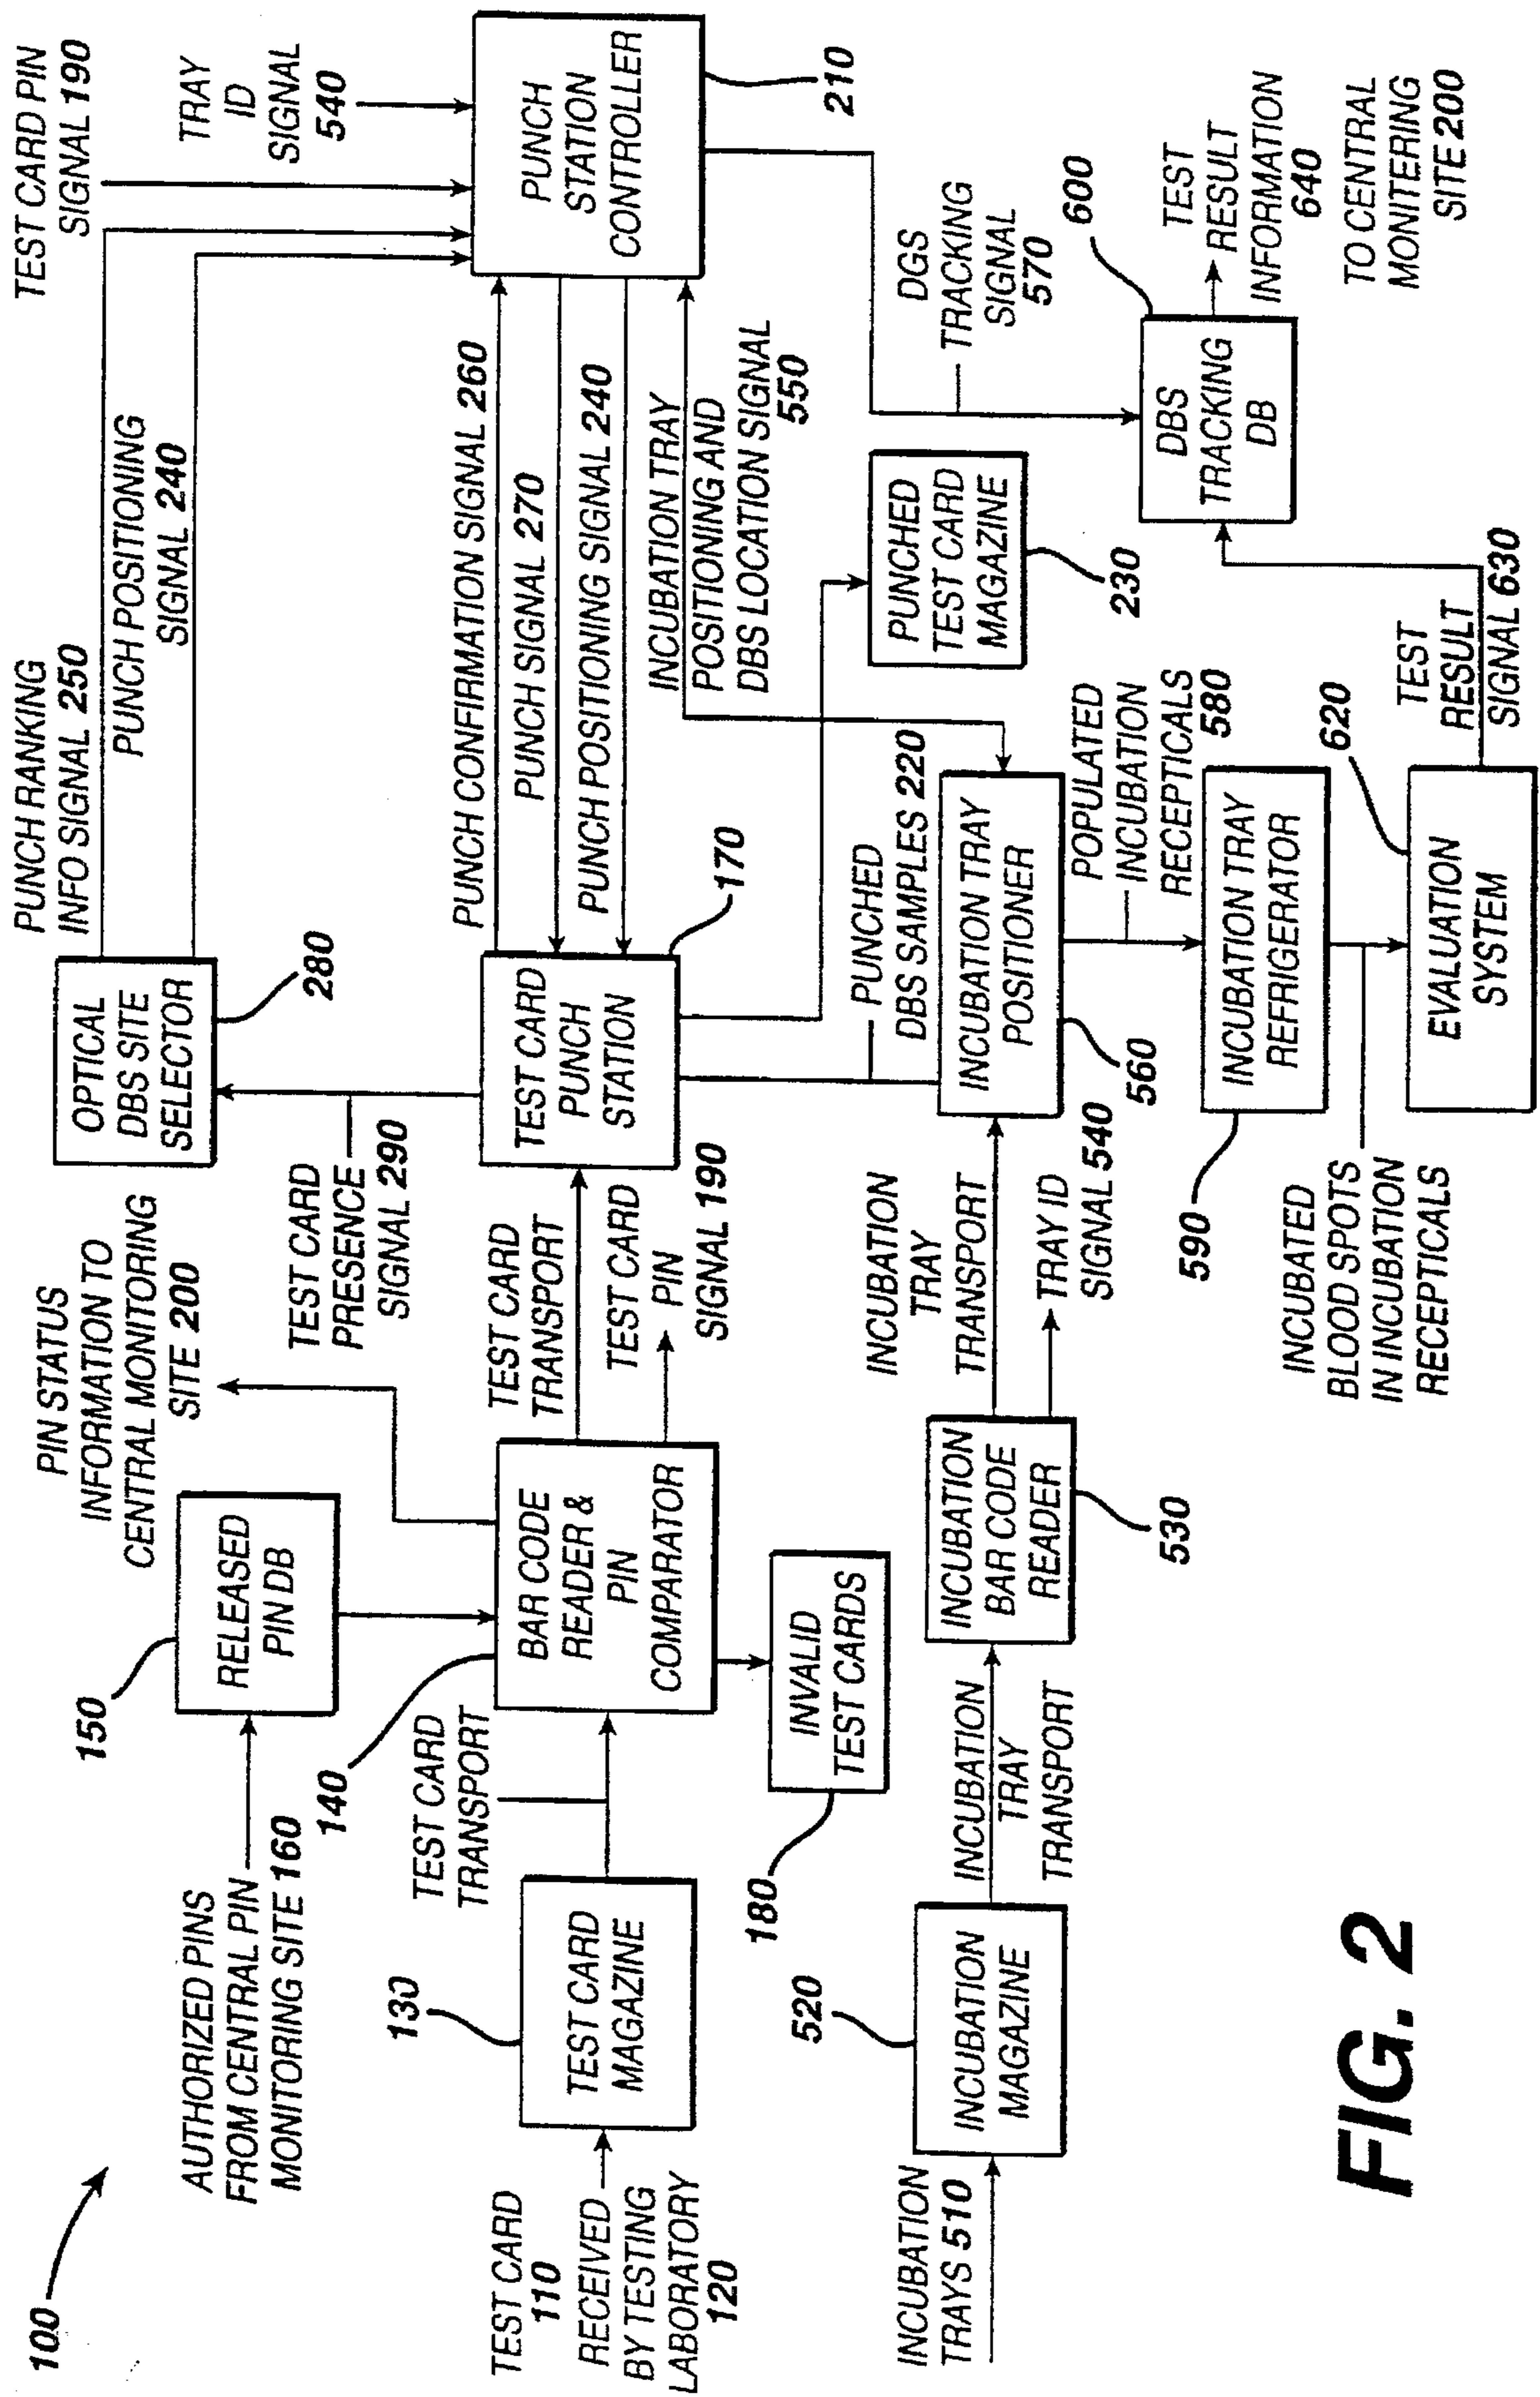 100
AUTHORIZED PINS
FROM CENTRAL PIN
MONITORING SITE 160
150
RELEASED
PIN DB
PIN STATUS
INFORMATION TO
CENTRAL MONITORING
SITE 200
OPTICAL
DBS SITE
SELECTOR
280
PUNCH RANKING
INFO SIGNAL 250
PUNCH POSITIONING
SIGNAL 240
TEST CARD PIN
SIGNAL 190
TRAY
ID
SIGNAL
540
TEST CARD
PRESENCE
SIGNAL 290
TEST CARD
110
RECEIVED
BY TESTING
LABORATORY
120
130
TEST CARD
MAGAZINE
TEST CARD
TRANSPORT
140
BAR CODE
READER &
PIN
COMPARATOR
TEST CARD
TRANSPORT
TEST CARD
PIN
SIGNAL 190
TEST CARD
PUNCH
STATION
170
PUNCH CONFIRMATION SIGNAL 260
PUNCH SIGNAL 270
PUNCH POSITIONING SIGNAL 240
INCUBATION TRAY
POSITIONING AND
DBS LOCATION SIGNAL
550
PUNCH
STATION
CONTROLLER
210
180
INVALID
TEST CARDS
PUNCHED
DBS SAMPLES 220
PUNCHED
TEST CARD
MAGAZINE
230
DGS
TRACKING
SIGNAL
570
INCUBATION
TRAYS 510
520
INCUBATION
MAGAZINE
INCUBATION
TRAY
TRANSPORT
INCUBATION
BAR CODE
READER
530
INCUBATION
TRAY
TRANSPORT
TRAY ID
SIGNAL 540
INCUBATION TRAY
POSITIONER
560
POPULATED
INCUBATION
RECEPTICALS
580
600
DBS
TRACKING
DB
TEST
RESULT
INFORMATION
640
TO CENTRAL
MONITERING
SITE 200
590
INCUBATION TRAY
REFRIGERATOR
INCUBATED
BLOOD SPOTS
IN INCUBATION
RECEPTICALS
620
EVALUATION
SYSTEM
TEST
RESULT
SIGNAL 630
FIG. 2